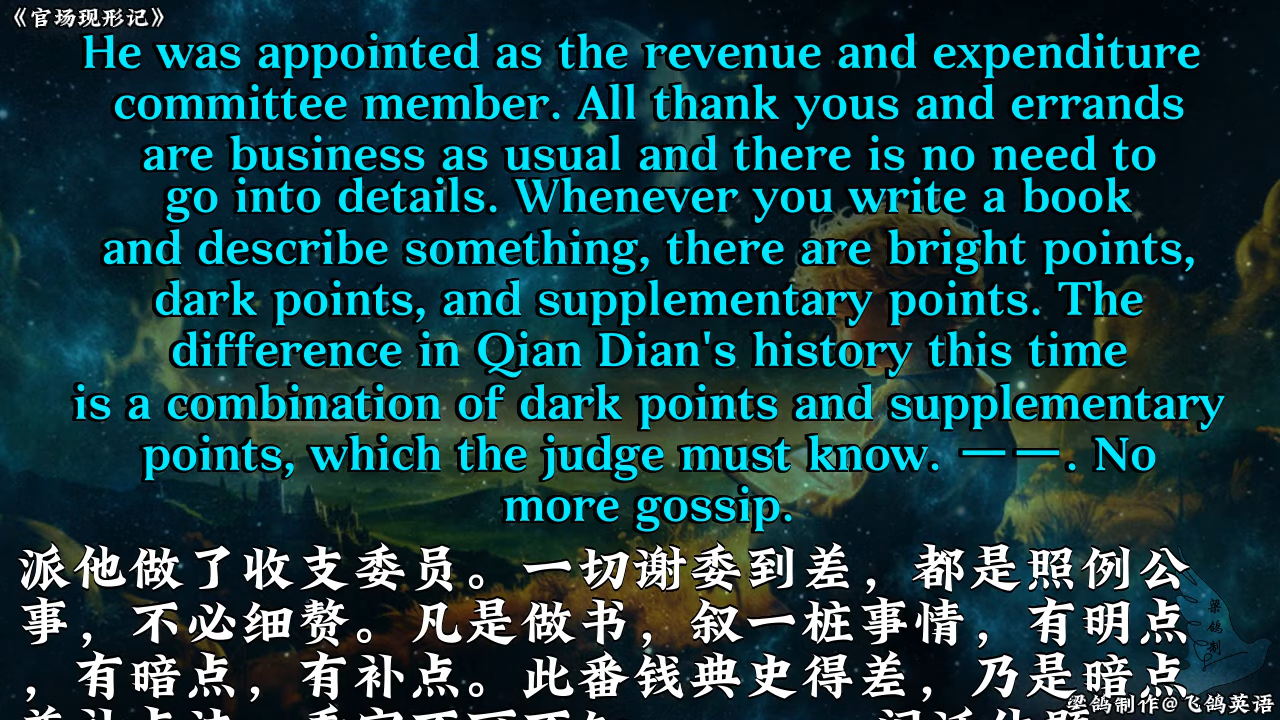 《官场现形记》
He was appointed as the revenue and expenditure
committee member. All thank yous and errands
are business as usual and there is no need to
go into details. Whenever you write a book
and describe something, there are bright points,
dark points, and supplementary points. The
difference in Qian Dian's history this time
is a combination of dark points and supplementary
points, which the judge must know. 一一. No
more gossip.
派他做了收支委员。一切谢委到差，都是照例公
事，不必细赘。凡是做书，叙一桩事情，有明点
，有暗点，有补点。此番钱典史得差，乃是暗点
梁鸽制
梁鸽制作@飞鸽英语